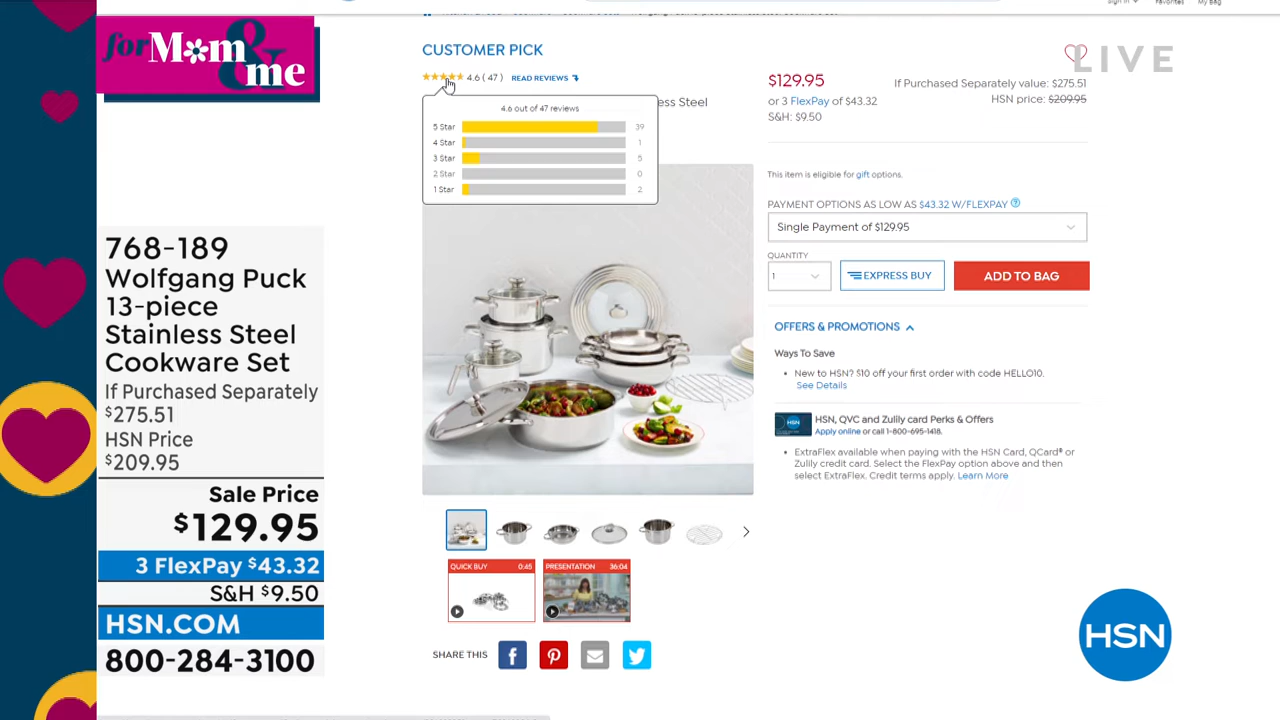 for Mom
& me
768-189
Wolfgang Puck
13-piece
Stainless Steel
Cookware Set
If Purchased Separately
$275.51
HSN Price
$209.95
Sale Price
$129.95
3 FlexPay $43.32
S&H $9.50
HSN.COM
800-284-3100
Sign In
Favorites
My Bag
CUSTOMER PICK
4.6 (47) READ REVIEWS
ess Steel
4.6 out of 47 reviews
5 Star 39
4 Star 1
3 Star 5
2 Star 0
1 Star 2
QUICK BUY 0:45
PRESENTATION 36:04
SHARE THIS
LIVE
$129.95
or 3 FlexPay of $43.32
S&H: $9.50
If Purchased Separately value: $275.51
HSN price: $209.95
This item is eligible for gift options.
PAYMENT OPTIONS AS LOW AS $43.32 W/FLEXPAY
Single Payment of $129.95
QUANTITY
1
EXPRESS BUY
ADD TO BAG
OFFERS & PROMOTIONS
Ways To Save
• New to HSN? $10 off your first order with code HELLO10.
See Details
HSN
HSN, QVC and Zulily card Perks & Offers
Apply online or call 1-800-695-1418.
• ExtraFlex available when paying with the HSN Card, QCard® or
Zulily credit card. Select the FlexPay option above and then
select ExtraFlex. Credit terms apply. Learn More
HSN